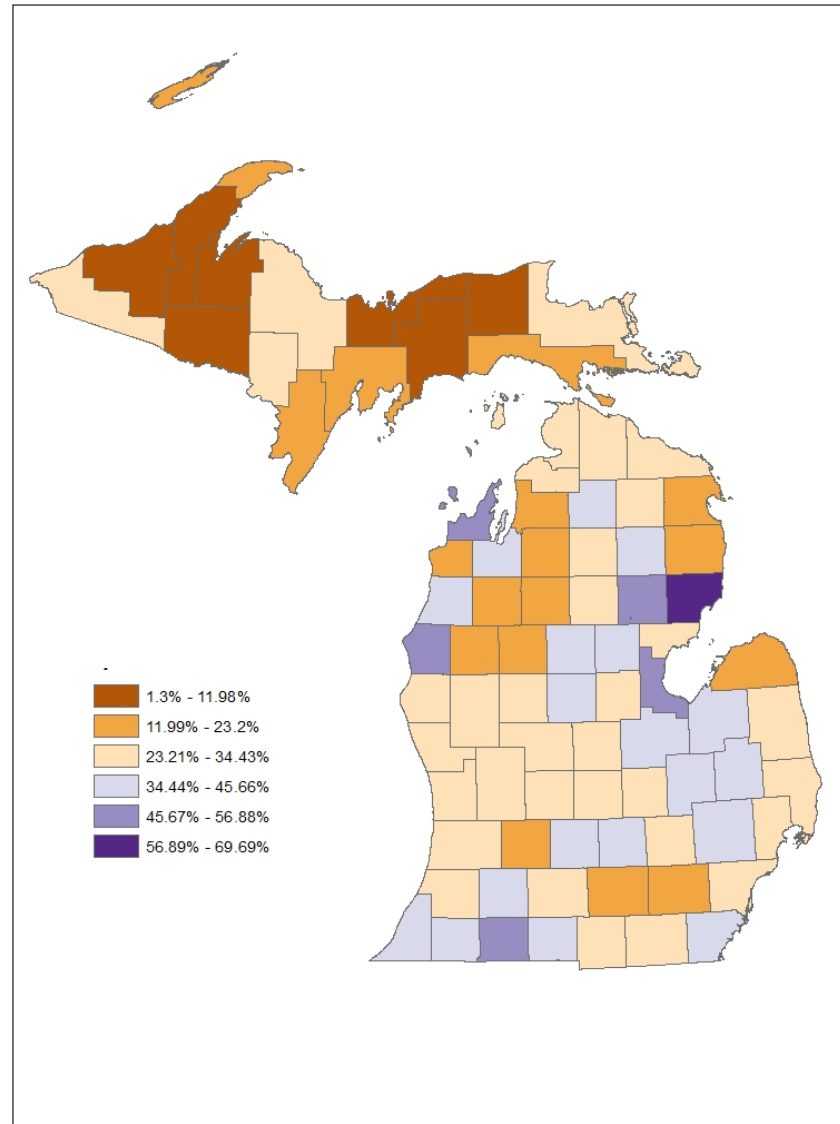 1.3% - 11.98%
11.99% - 23.2%
23.21% - 34.43%
34.44% - 45.66%
45.67% - 56.88%
56.89% - 69.69%